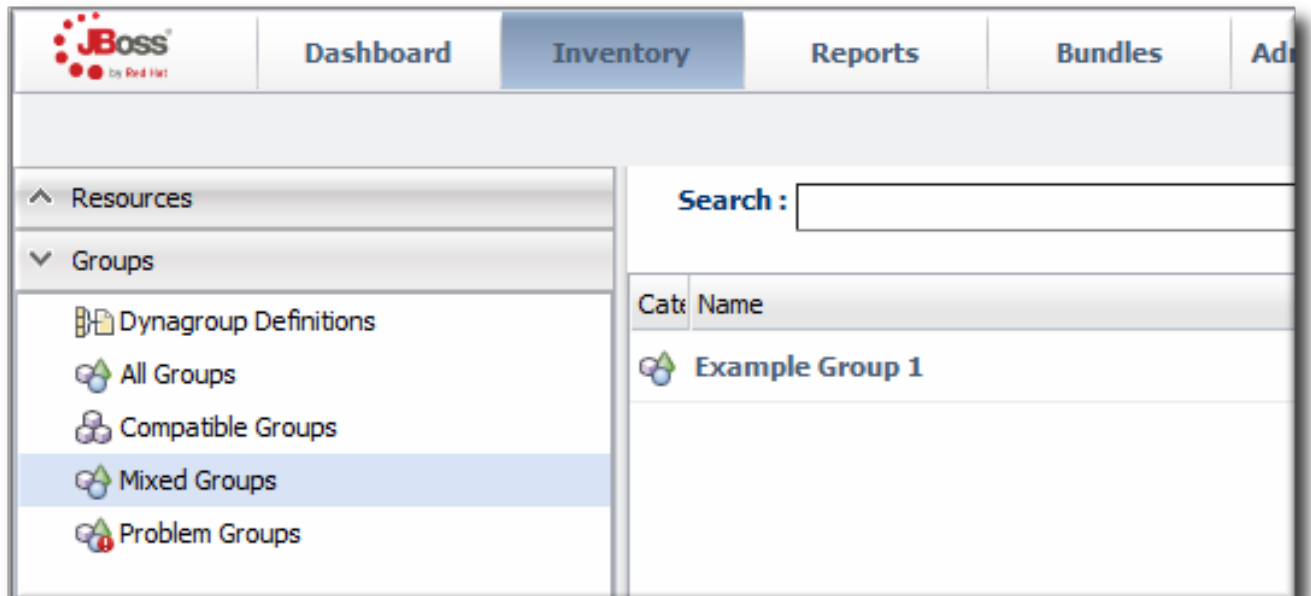 JBoss by Red Hat
Dashboard
Inventory
Reports
Bundles
Resources
Search :
Groups
Cate Name
Dynagroup Definitions
All Groups
Example Group 1
Compatible Groups
Mixed Groups
Problem Groups